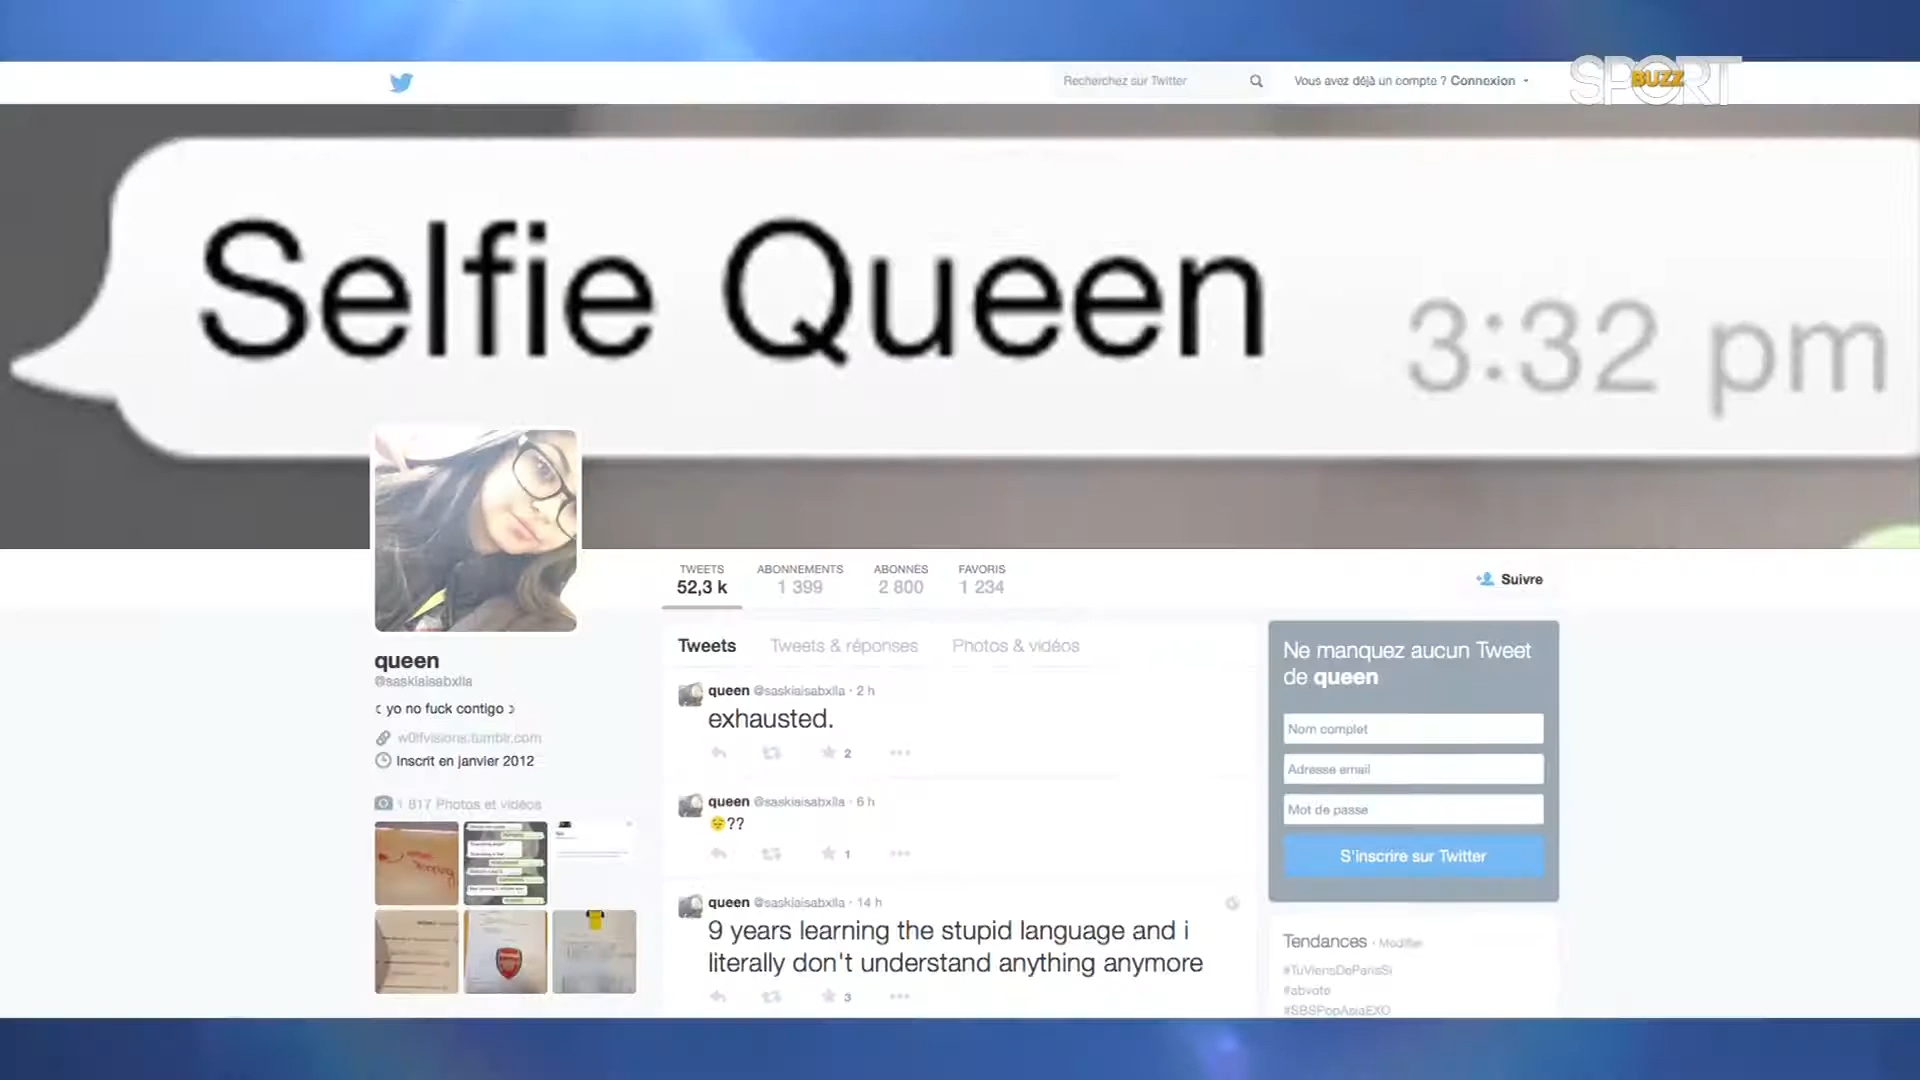 SPORT
BUZZ
Recherchez sur Twitter
Vous avez déjà un compte ? Connexion
Selfie Queen
3:32 pm
TWEETS
52,3 k
ABONNEMENTS
1 399
ABONNÉS
2 800
FAVORIS
1 234
Suivre
queen
@saskiaisabxlla
☾ yo no fuck contigo ☽
w0lfvisions.tumblr.com
Inscrit en janvier 2012
1 817 Photos et vidéos
Tweets Tweets & réponses Photos & vidéos
queen @saskiaisabxlla · 2 h
exhausted.
2
queen @saskiaisabxlla · 6 h
??
1
queen @saskiaisabxlla · 14 h
9 years learning the stupid language and i
literally don't understand anything anymore
3
Ne manquez aucun Tweet
de queen
Nom complet
Adresse email
Mot de passe
S'inscrire sur Twitter
Tendances · Modifier
#TuViensDeParisSi
#abvote
#SBSPopAsiaEXO